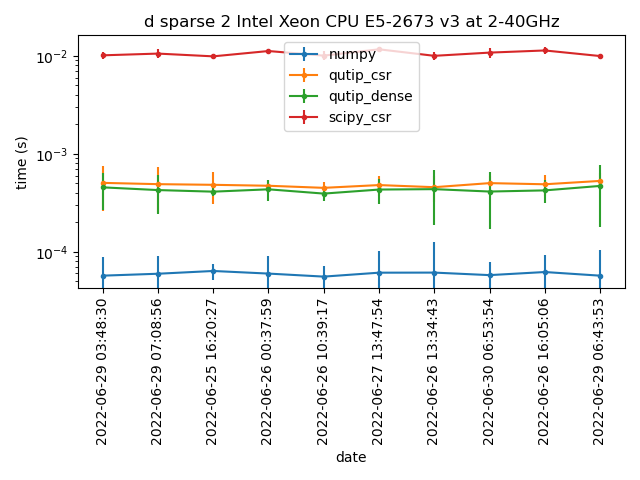 d sparse 2 Intel Xeon CPU E5-2673 v3 at 2-40GHz
numpy
qutip_csr
qutip_dense
scipy_csr
time (s)
10−2
10−3
10−4
2022-06-29 03:48:30
2022-06-29 07:08:56
2022-06-25 16:20:27
2022-06-26 00:37:59
2022-06-26 10:39:17
2022-06-27 13:47:54
2022-06-26 13:34:43
2022-06-30 06:53:54
2022-06-26 16:05:06
2022-06-29 06:43:53
date